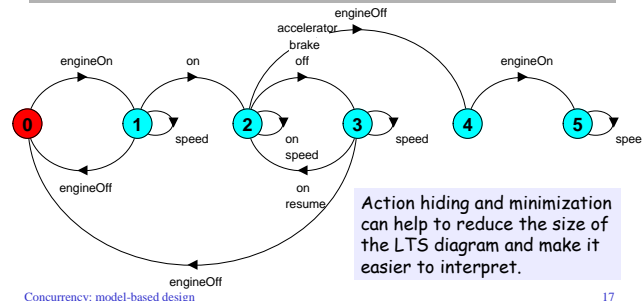 engineOff
accelerator
brake
engineOn
on
off
engineOn
0
1
2
3
4
5
speed
on
speed
speed
spee
engineOff
on
resume
engineOff
Action hiding and minimization
can help to reduce the size of
the LTS diagram and make it
easier to interpret.
Concurrency: model-based design
17